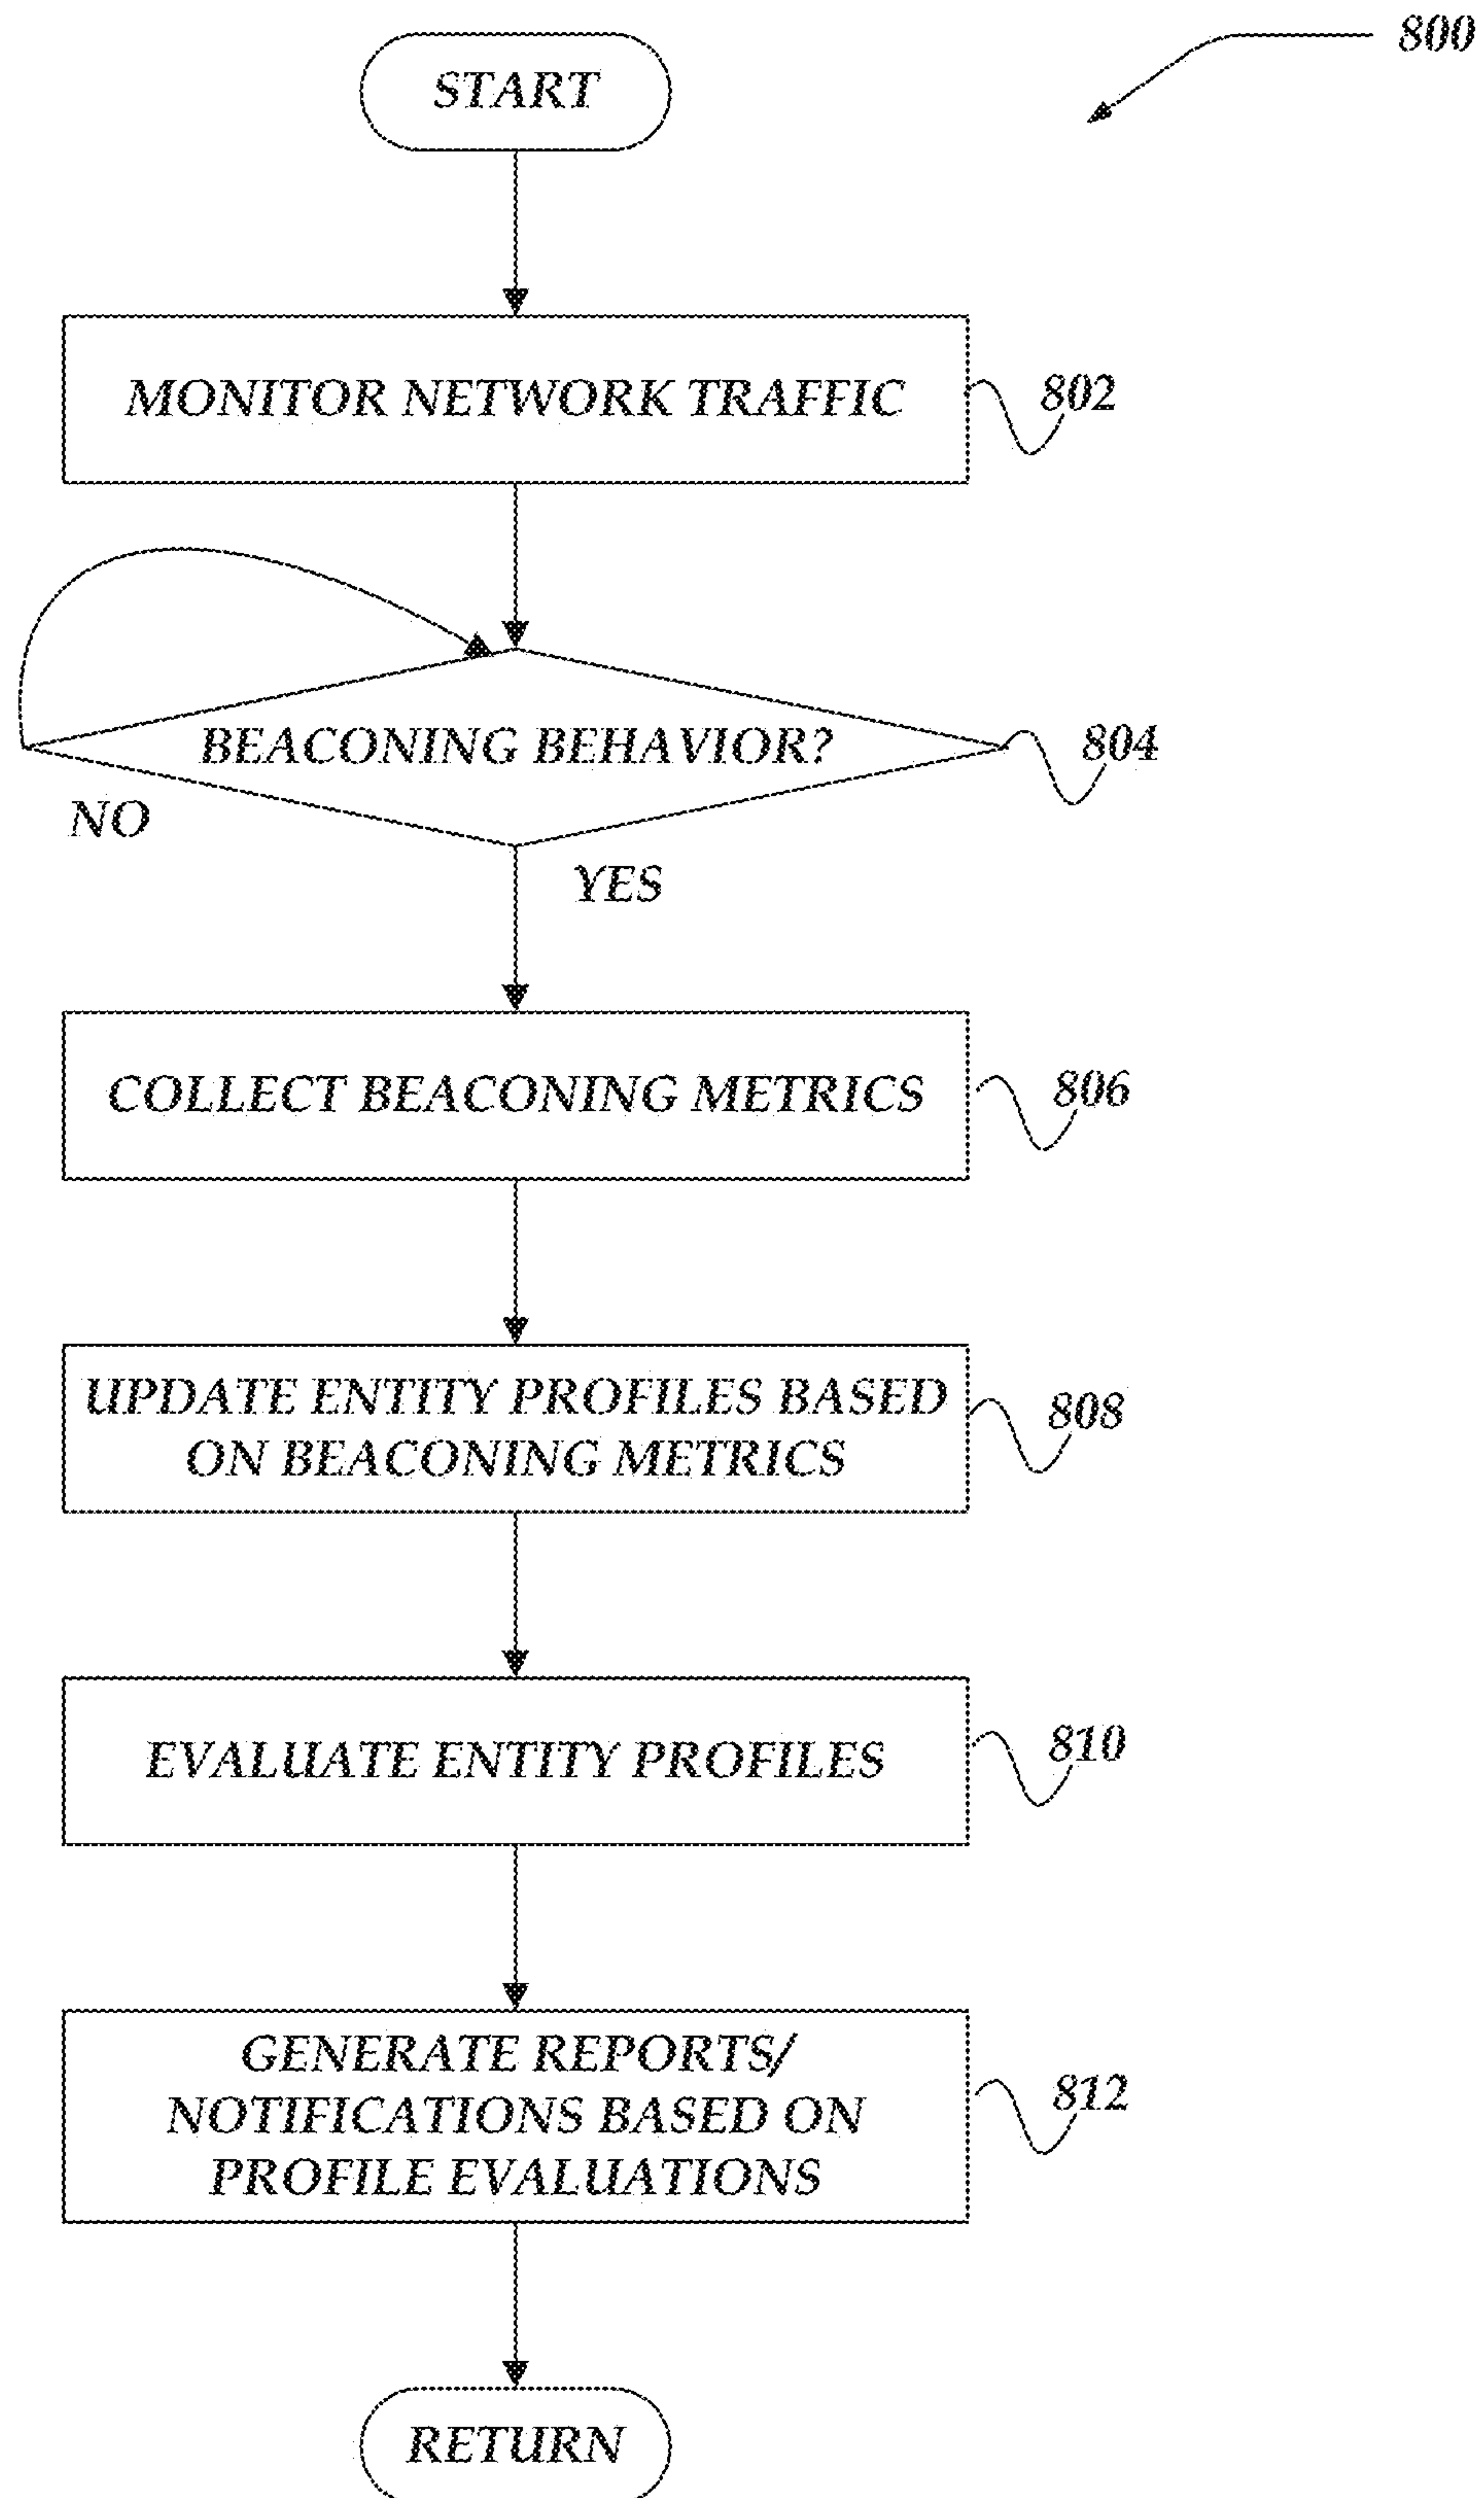 800
START
MONITOR NETWORK TRAFFIC
802
BEACONING BEHAVIOR?
804
NO
YES
COLLECT BEACONING METRICS
806
UPDATE ENTITY PROFILES BASED
ON BEACONING METRICS
808
EVALUATE ENTITY PROFILES
810
GENERATE REPORTS/
NOTIFICATIONS BASED ON
PROFILE EVALUATIONS
812
RETURN